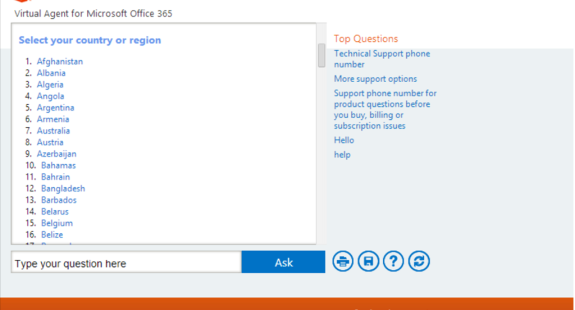 Virtual Agent for Microsoft Office 365
Select your country or region
1. Afghanistan
2. Albania
3. Algeria
4. Angola
5. Argentina
6. Armenia
7. Australia
8. Austria
9. Azerbaijan
10. Bahamas
11. Bahrain
12. Bangladesh
13. Barbados
14. Belarus
15. Belgium
16. Belize
Type your question here
Ask
Top Questions
Technical Support phone
number
More support options
Support phone number for
product questions before
you buy, billing or
subscription issues
Hello
help
?